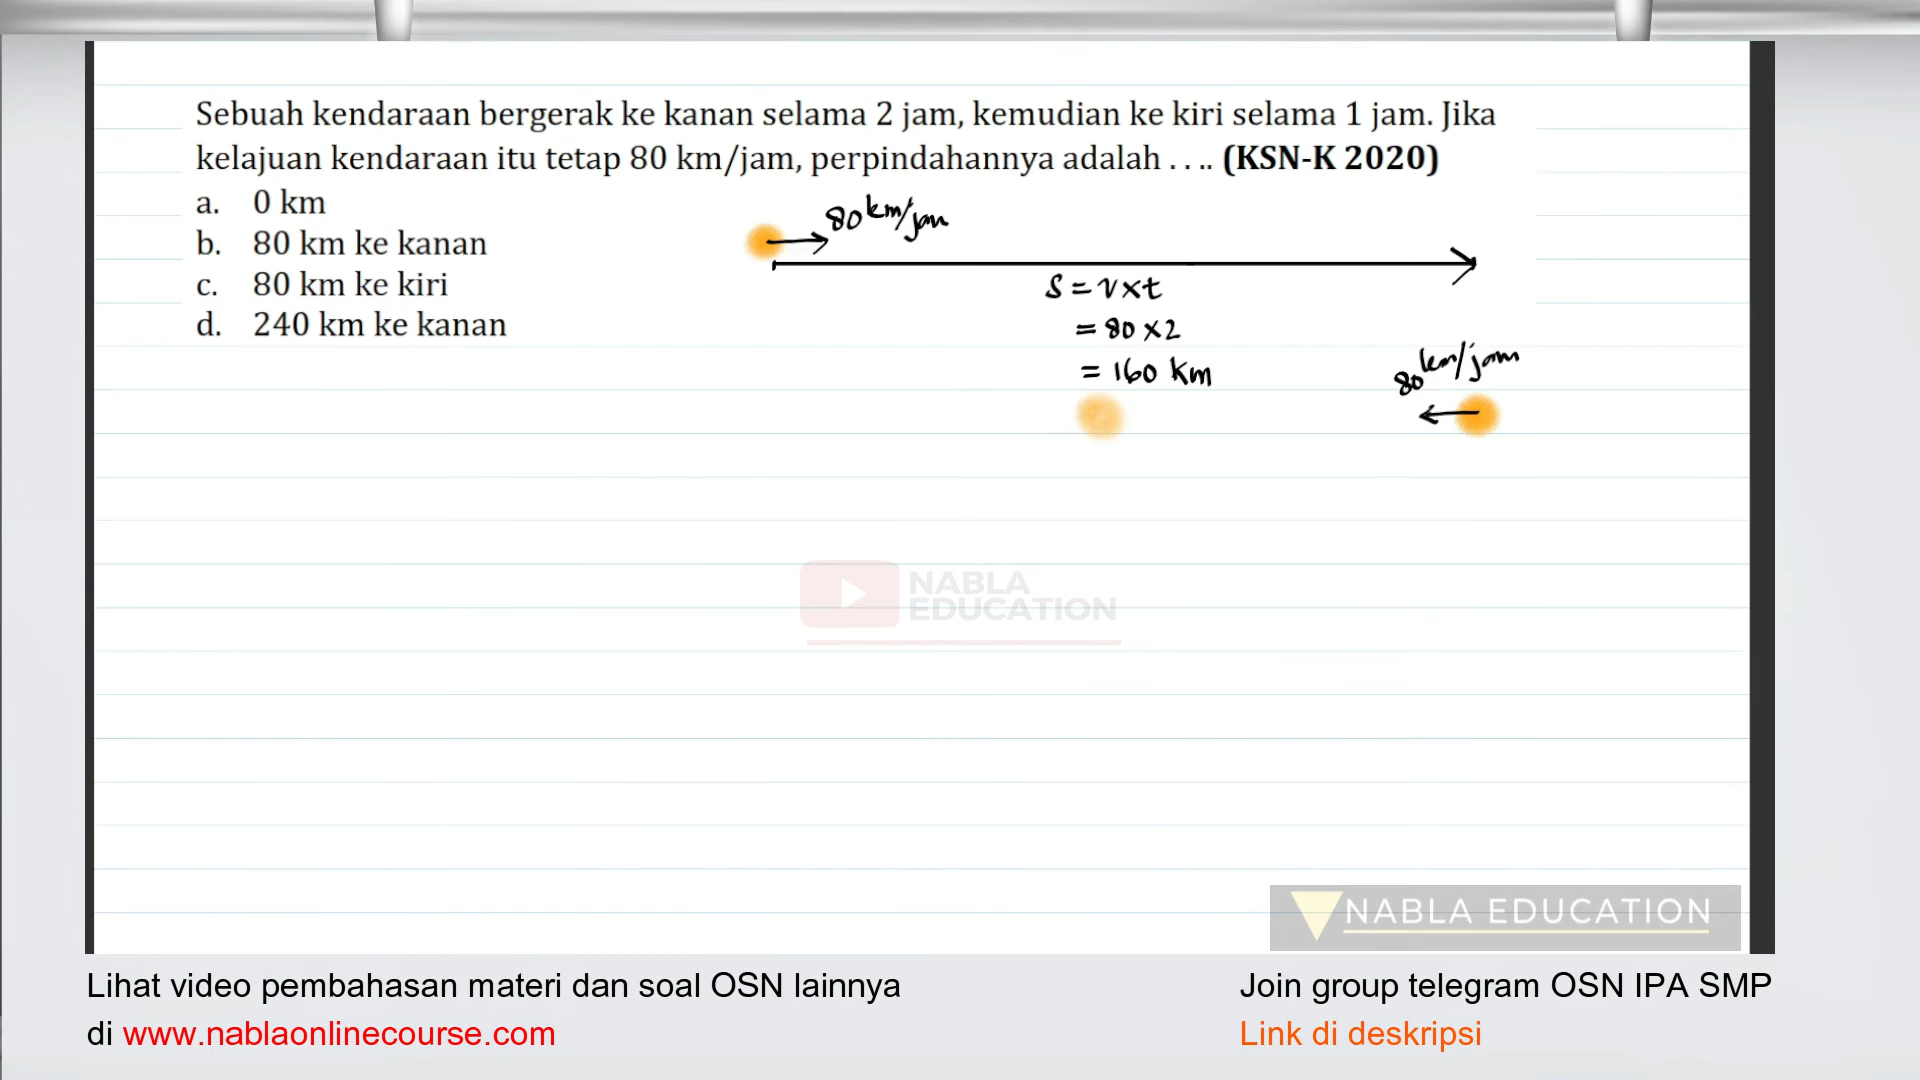 Sebuah kendaraan bergerak ke kanan selama 2 jam, kemudian ke kiri selama 1 jam. Jika
kelajuan kendaraan itu tetap 80 km/jam, perpindahannya adalah . . .. (KSN-K 2020)
a. 0 km
b. 80 km ke kanan
c. 80 km ke kiri
d. 240 km ke kanan
80 km/jam
S = v x t
= 80 x 2
= 160 km
80 km/jam
NABLA
EDUCATION
NABLA EDUCATION
Lihat video pembahasan materi dan soal OSN lainnya
di www.nablaonlinecourse.com
Join group telegram OSN IPA SMP
Link di deskripsi